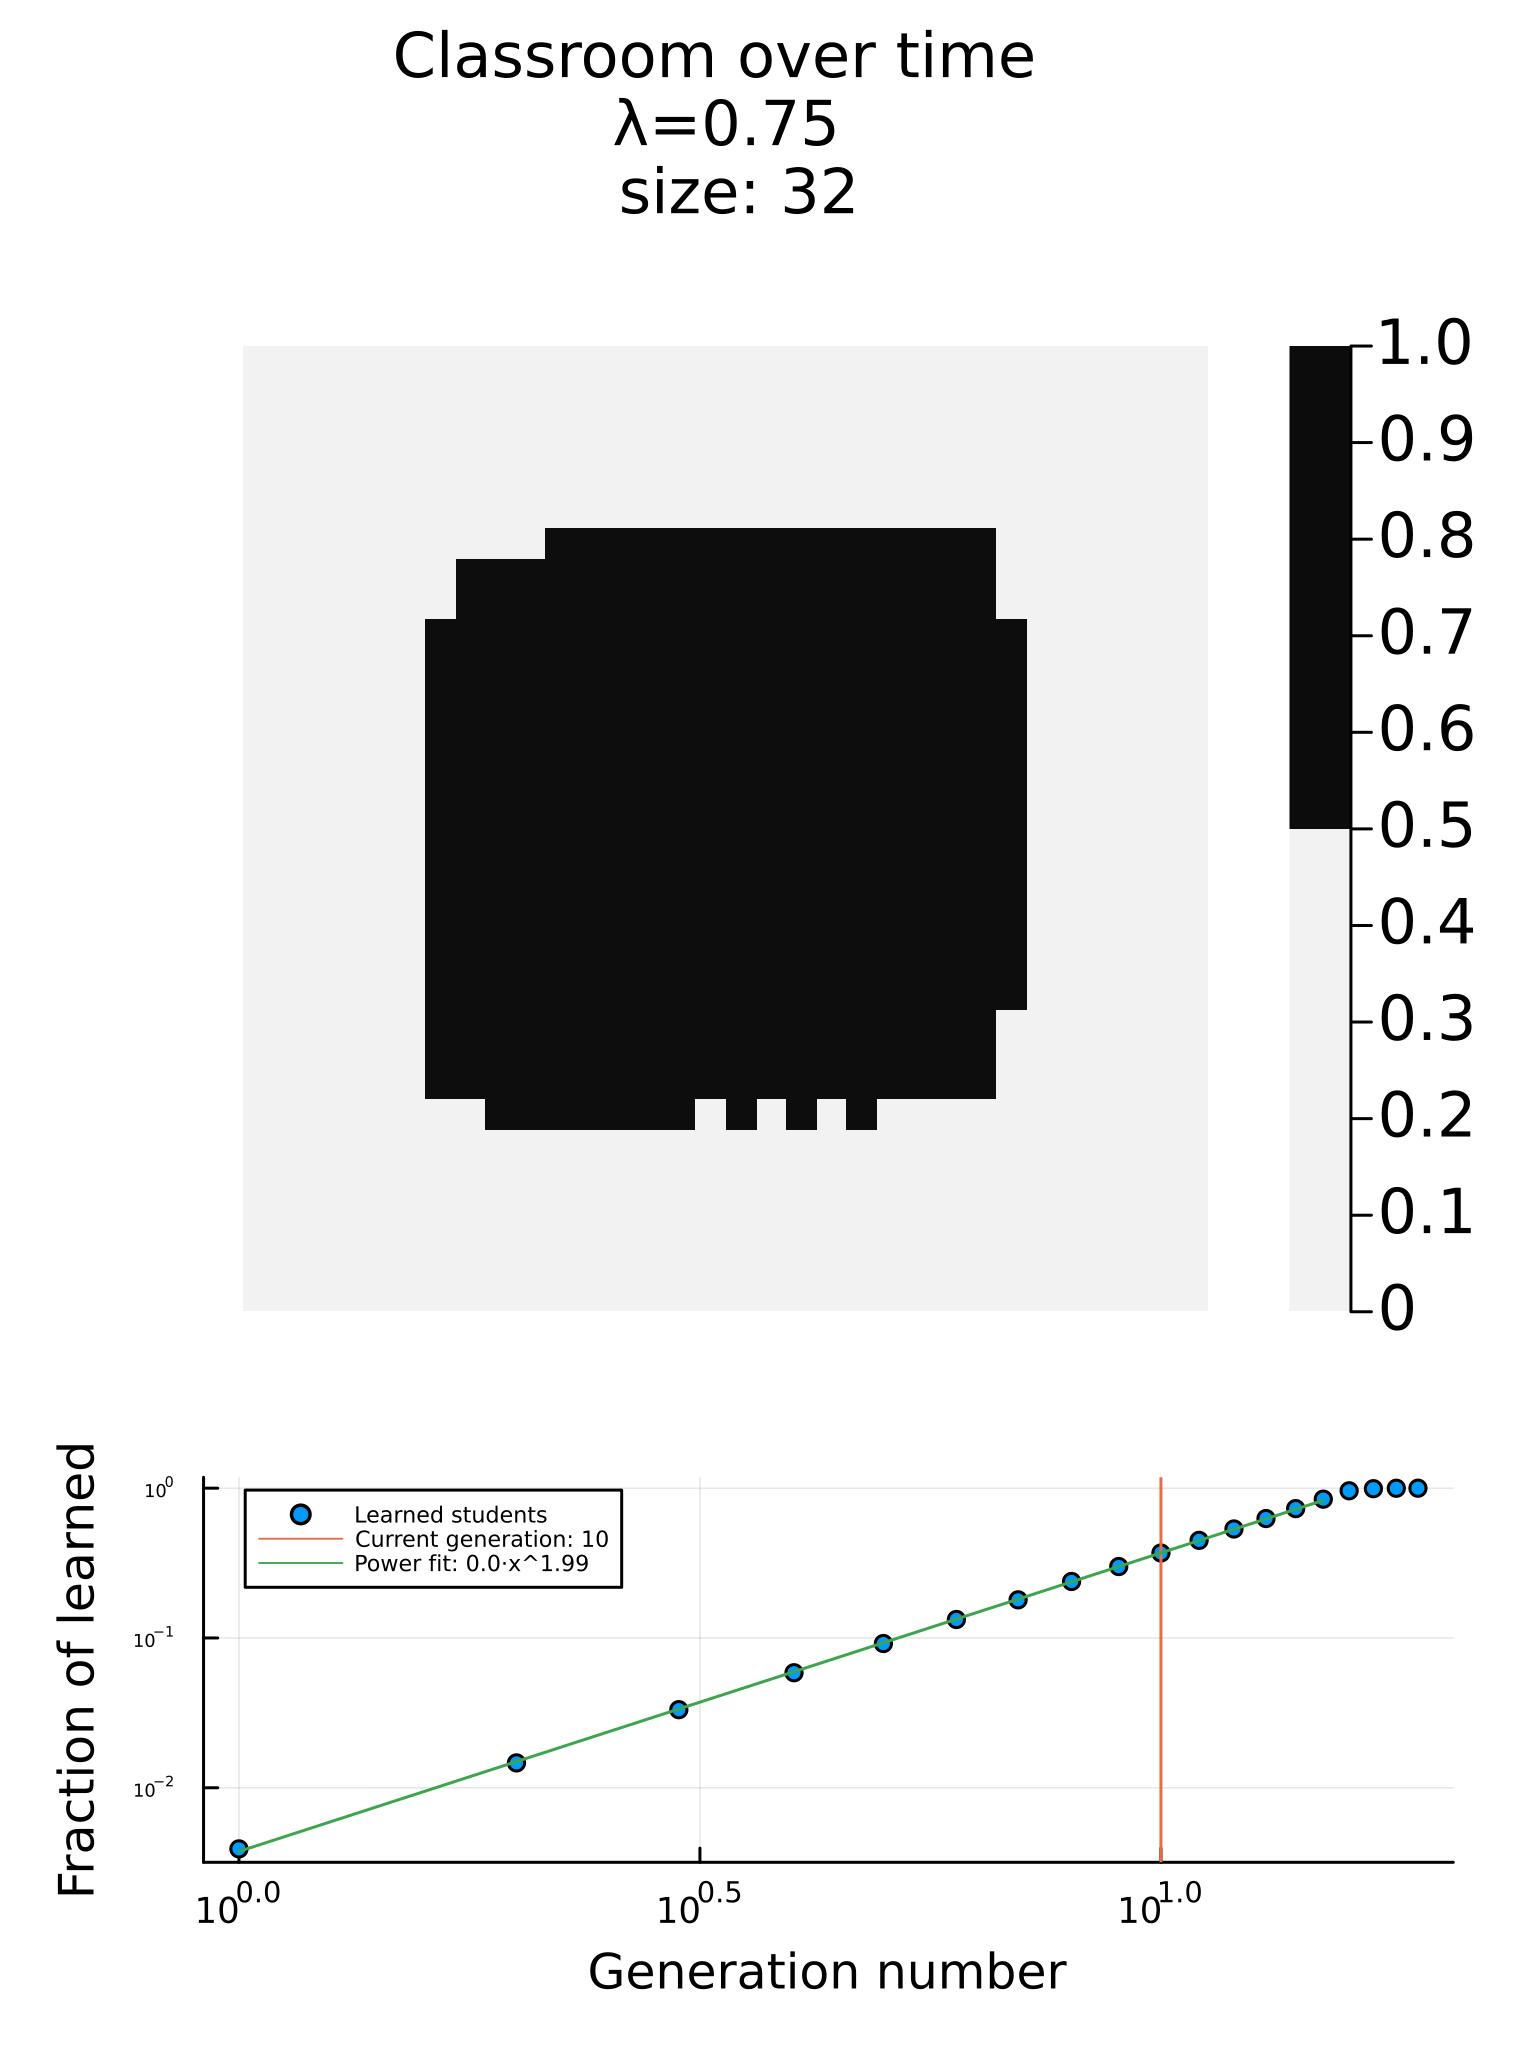 Classroom over time
λ=0.75
size: 32
1.0
0.9
0.8
0.7
0.6
0.5
0.4
0.3
0.2
0.1
0
Fraction of learned
10⁰
10⁻¹
10⁻²
Learned students
Current generation: 10
Power fit: 0.0·x^1.99
10^0.0
10^0.5
10^1.0
Generation number